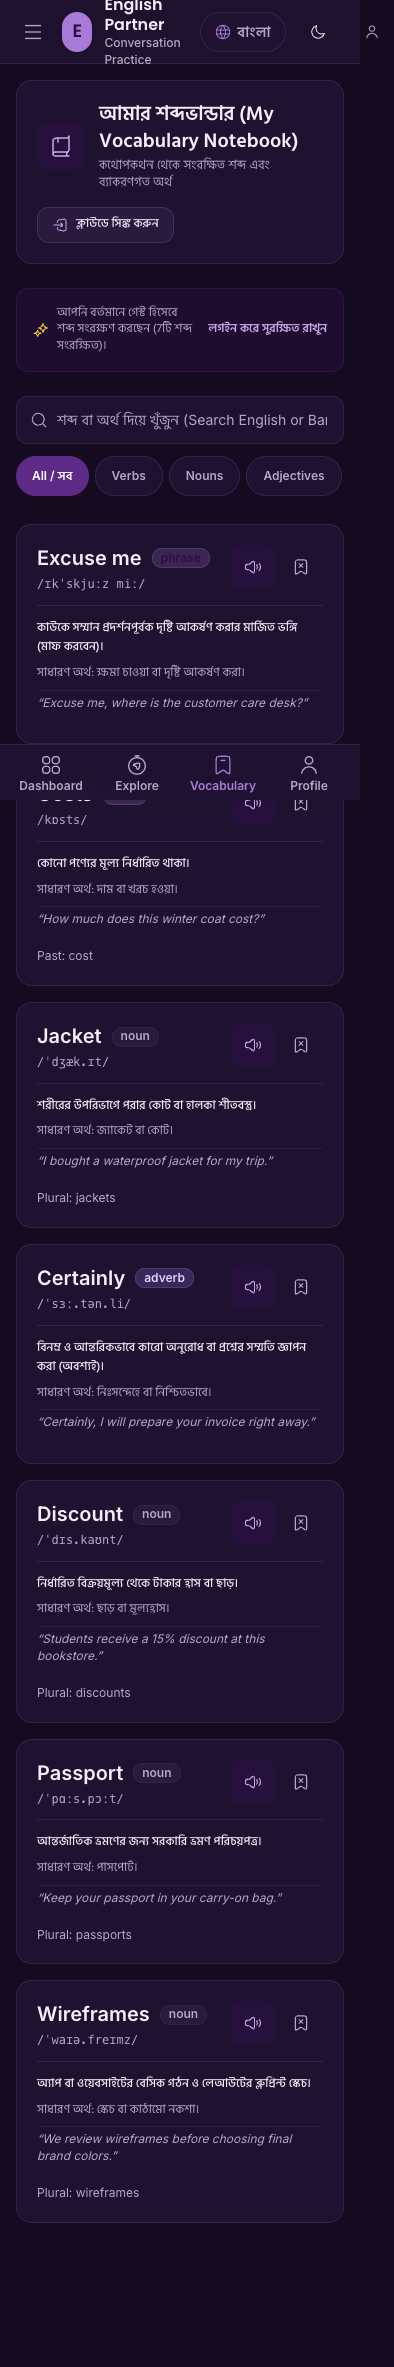 English
Partner
Conversation
Practice
E
বাংলা
আমার শব্দভান্ডার (My
Vocabulary Notebook)
কথোপকথন থেকে সংরক্ষিত শব্দ এবং
ব্যাকরণগত অর্থ
ক্লাউডে সিঙ্ক করুন
আপনি বর্তমানে গেস্ট হিসেবে
শব্দ সংরক্ষণ করছেন (7টি শব্দ
সংরক্ষিত)।
লগইন করে সুরক্ষিত রাখুন
শব্দ বা অর্থ দিয়ে খুঁজুন (Search English or Ban
All / সব
Verbs
Nouns
Adjectives
Excuse me phrase
/ɪkˈskjuːz miː/
কাউকে সম্মান প্রদর্শনপূর্বক দৃষ্টি আকর্ষণ করার মার্জিত ভঙ্গি
(মাফ করবেন)।
সাধারণ অর্থ: ক্ষমা চাওয়া বা দৃষ্টি আকর্ষণ করা।
“Excuse me, where is the customer care desk?”
Dashboard
Explore
Vocabulary
Profile
/kɒsts/
কোনো পণ্যের মূল্য নির্ধারিত থাকা।
সাধারণ অর্থ: দাম বা খরচ হওয়া।
“How much does this winter coat cost?”
Past: cost
Jacket noun
/ˈdʒæk.ɪt/
শরীরের উপরিভাগে পরার কোট বা হালকা শীতবস্ত্র।
সাধারণ অর্থ: জ্যাকেট বা কোট।
“I bought a waterproof jacket for my trip.”
Plural: jackets
Certainly adverb
/ˈsɜː.tən.li/
বিনম্র ও আন্তরিকভাবে কারো অনুরোধ বা প্রশ্নের সম্মতি জ্ঞাপন
করা (অবশ্যই)।
সাধারণ অর্থ: নিঃসন্দেহে বা নিশ্চিতভাবে।
“Certainly, I will prepare your invoice right away.”
Discount noun
/ˈdɪs.kaʊnt/
নির্ধারিত বিক্রয়মূল্য থেকে টাকার হ্রাস বা ছাড়।
সাধারণ অর্থ: ছাড় বা মূল্যহ্রাস।
“Students receive a 15% discount at this
bookstore.”
Plural: discounts
Passport noun
/ˈpɑːs.pɔːt/
আন্তর্জাতিক ভ্রমণের জন্য সরকারি ভ্রমণ পরিচয়পত্র।
সাধারণ অর্থ: পাসপোর্ট।
“Keep your passport in your carry-on bag.”
Plural: passports
Wireframes noun
/ˈwaɪə.freɪmz/
অ্যাপ বা ওয়েবসাইটের বেসিক গঠন ও লেআউটের ব্লুপ্রিন্ট স্কেচ।
সাধারণ অর্থ: স্কেচ বা কাঠামো নকশা।
“We review wireframes before choosing final
brand colors.”
Plural: wireframes